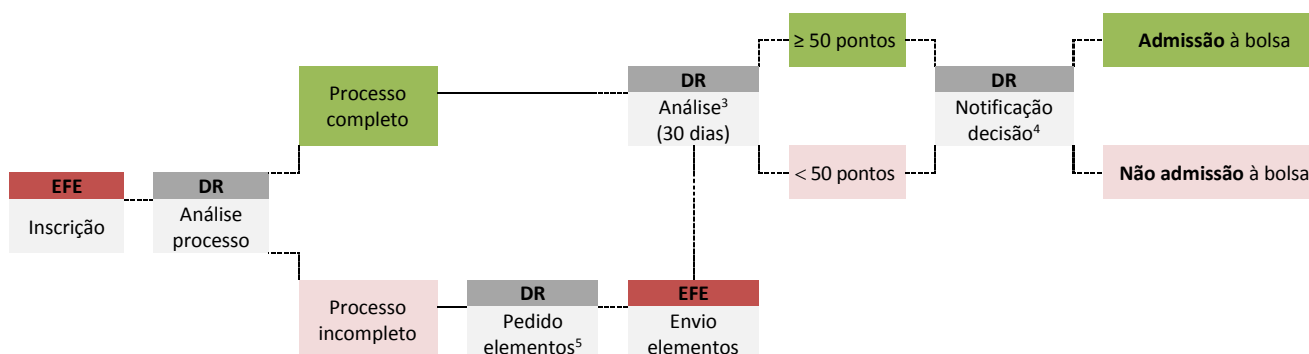 EFE
Inscrição
DR
Análise
processo
Processo
completo
Processo
incompleto
DR
Pedido
elementos⁵
EFE
Envio
elementos
DR
Análise³
(30 dias)
≥ 50 pontos
< 50 pontos
DR
Notificação
decisão⁴
Admissão à bolsa
Não admissão à bolsa